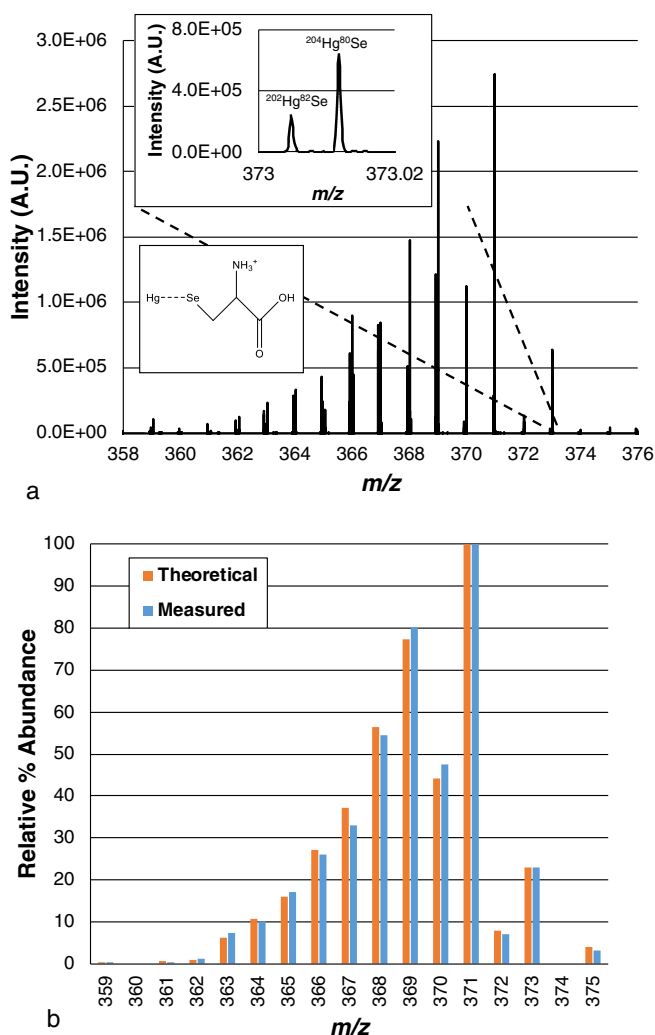 3.0E+06
2.5E+06
2.0E+06
1.5E+06
1.0E+06
5.0E+05
0.0E+00
Intensity (A.U.)
358 360 362 364 366 368 370 372 374 376
m/z
8.0E+05
4.0E+05
0.0E+00
Intensity (A.U.)
²⁰⁴Hg⁸⁰Se
²⁰²Hg⁸²Se
373 373.02
m/z
NH₃⁺
Hg----Se OH
O
a
100
90
80
70
60
50
40
30
20
10
0
Relative % Abundance
Theoretical
Measured
359 360 361 362 363 364 365 366 367 368 369 370 371 372 373 374 375
m/z
b